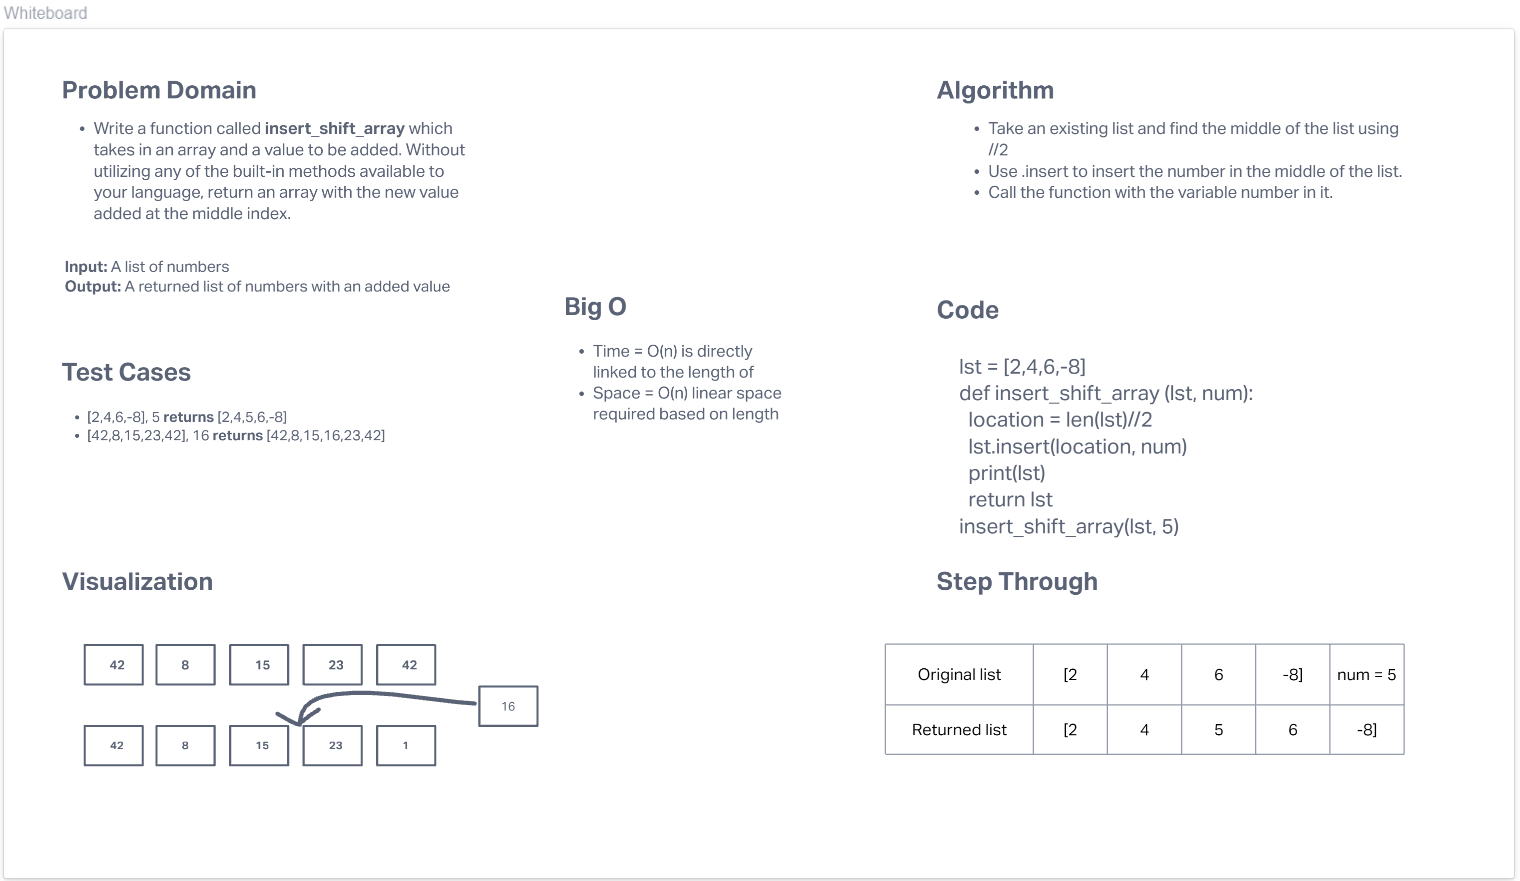 Whiteboard
Problem Domain
• Write a function called insert_shift_array which
takes in an array and a value to be added. Without
utilizing any of the built-in methods available to
your language, return an array with the new value
added at the middle index.
Input: A list of numbers
Output: A returned list of numbers with an added value
Test Cases
• [2,4,6,-8], 5 returns [2,4,5,6,-8]
• [42,8,15,23,42], 16 returns [42,8,15,16,23,42]
Visualization
42 8 15 23 42
16
42 8 15 23 1
Big O
• Time = O(n) is directly
linked to the length of
• Space = O(n) linear space
required based on length
Algorithm
• Take an existing list and find the middle of the list using
//2
• Use .insert to insert the number in the middle of the list.
• Call the function with the variable number in it.
Code
lst = [2,4,6,-8]
def insert_shift_array (lst, num):
location = len(lst)//2
lst.insert(location, num)
print(lst)
return lst
insert_shift_array(lst, 5)
Step Through
Original list [2 4 6 -8] num = 5
Returned list [2 4 5 6 -8]